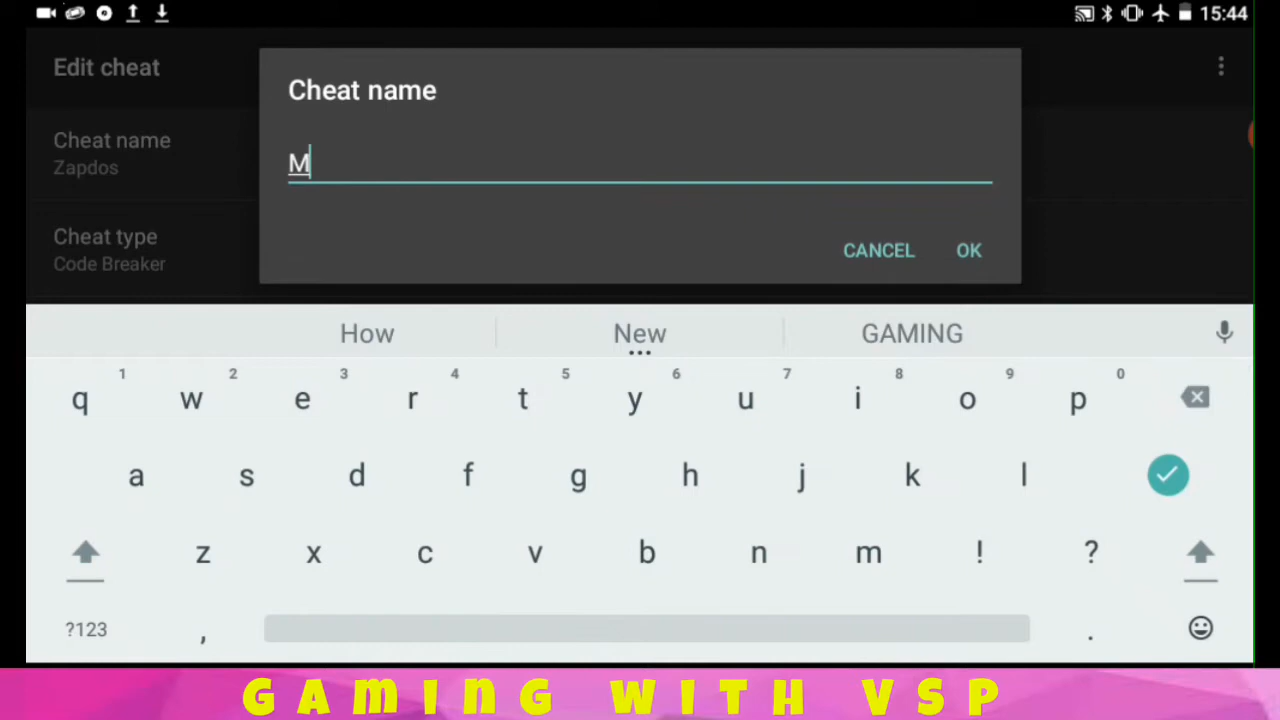 15:44
Edit cheat
Cheat name
Zapdos
Cheat type
Code Breaker
Cheat name
M
CANCEL OK
How New GAMING
1 2 3 4 5 6 7 8 9 0
q w e r t y u i o p
a s d f g h j k l
z x c v b n m ! ?
?123 , .
GAMING WITH VSP